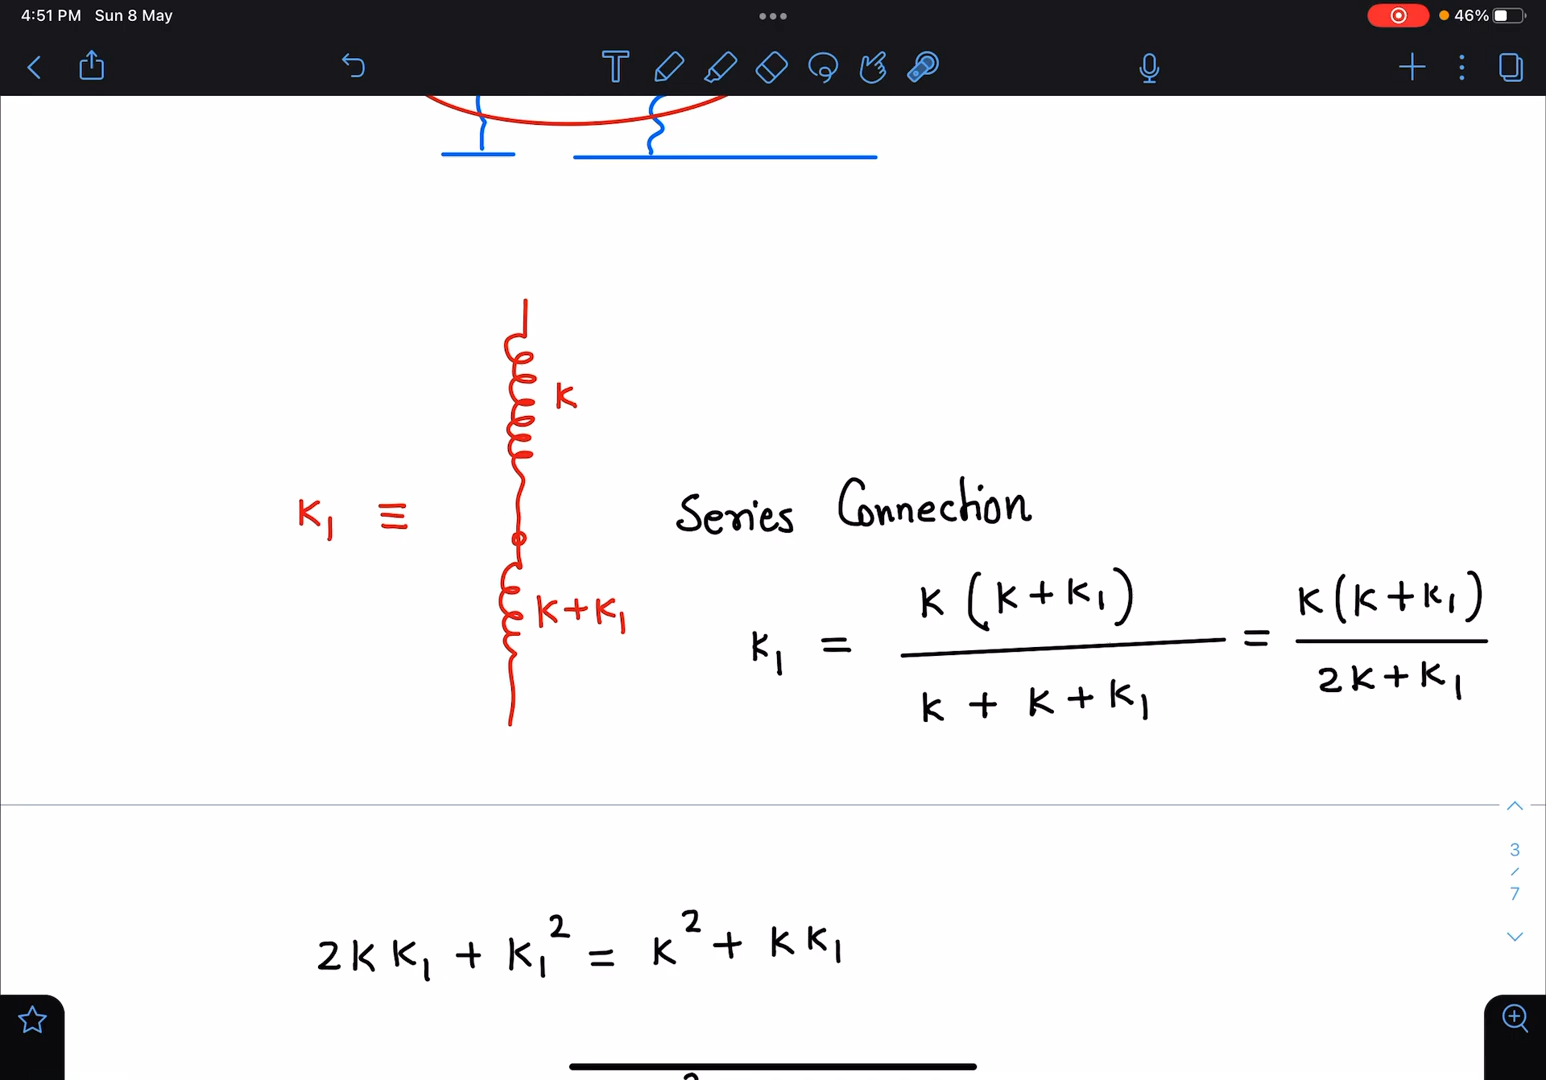 4:51 PM Sun 8 May
46%
T
K
K₁ ≡
Series Connection
K+K₁
K₁ = K(K+K₁) / K + K + K₁ = K(K+K₁) / 2K+K₁
3
/
7
2KK₁ + K₁² = K² + KK₁